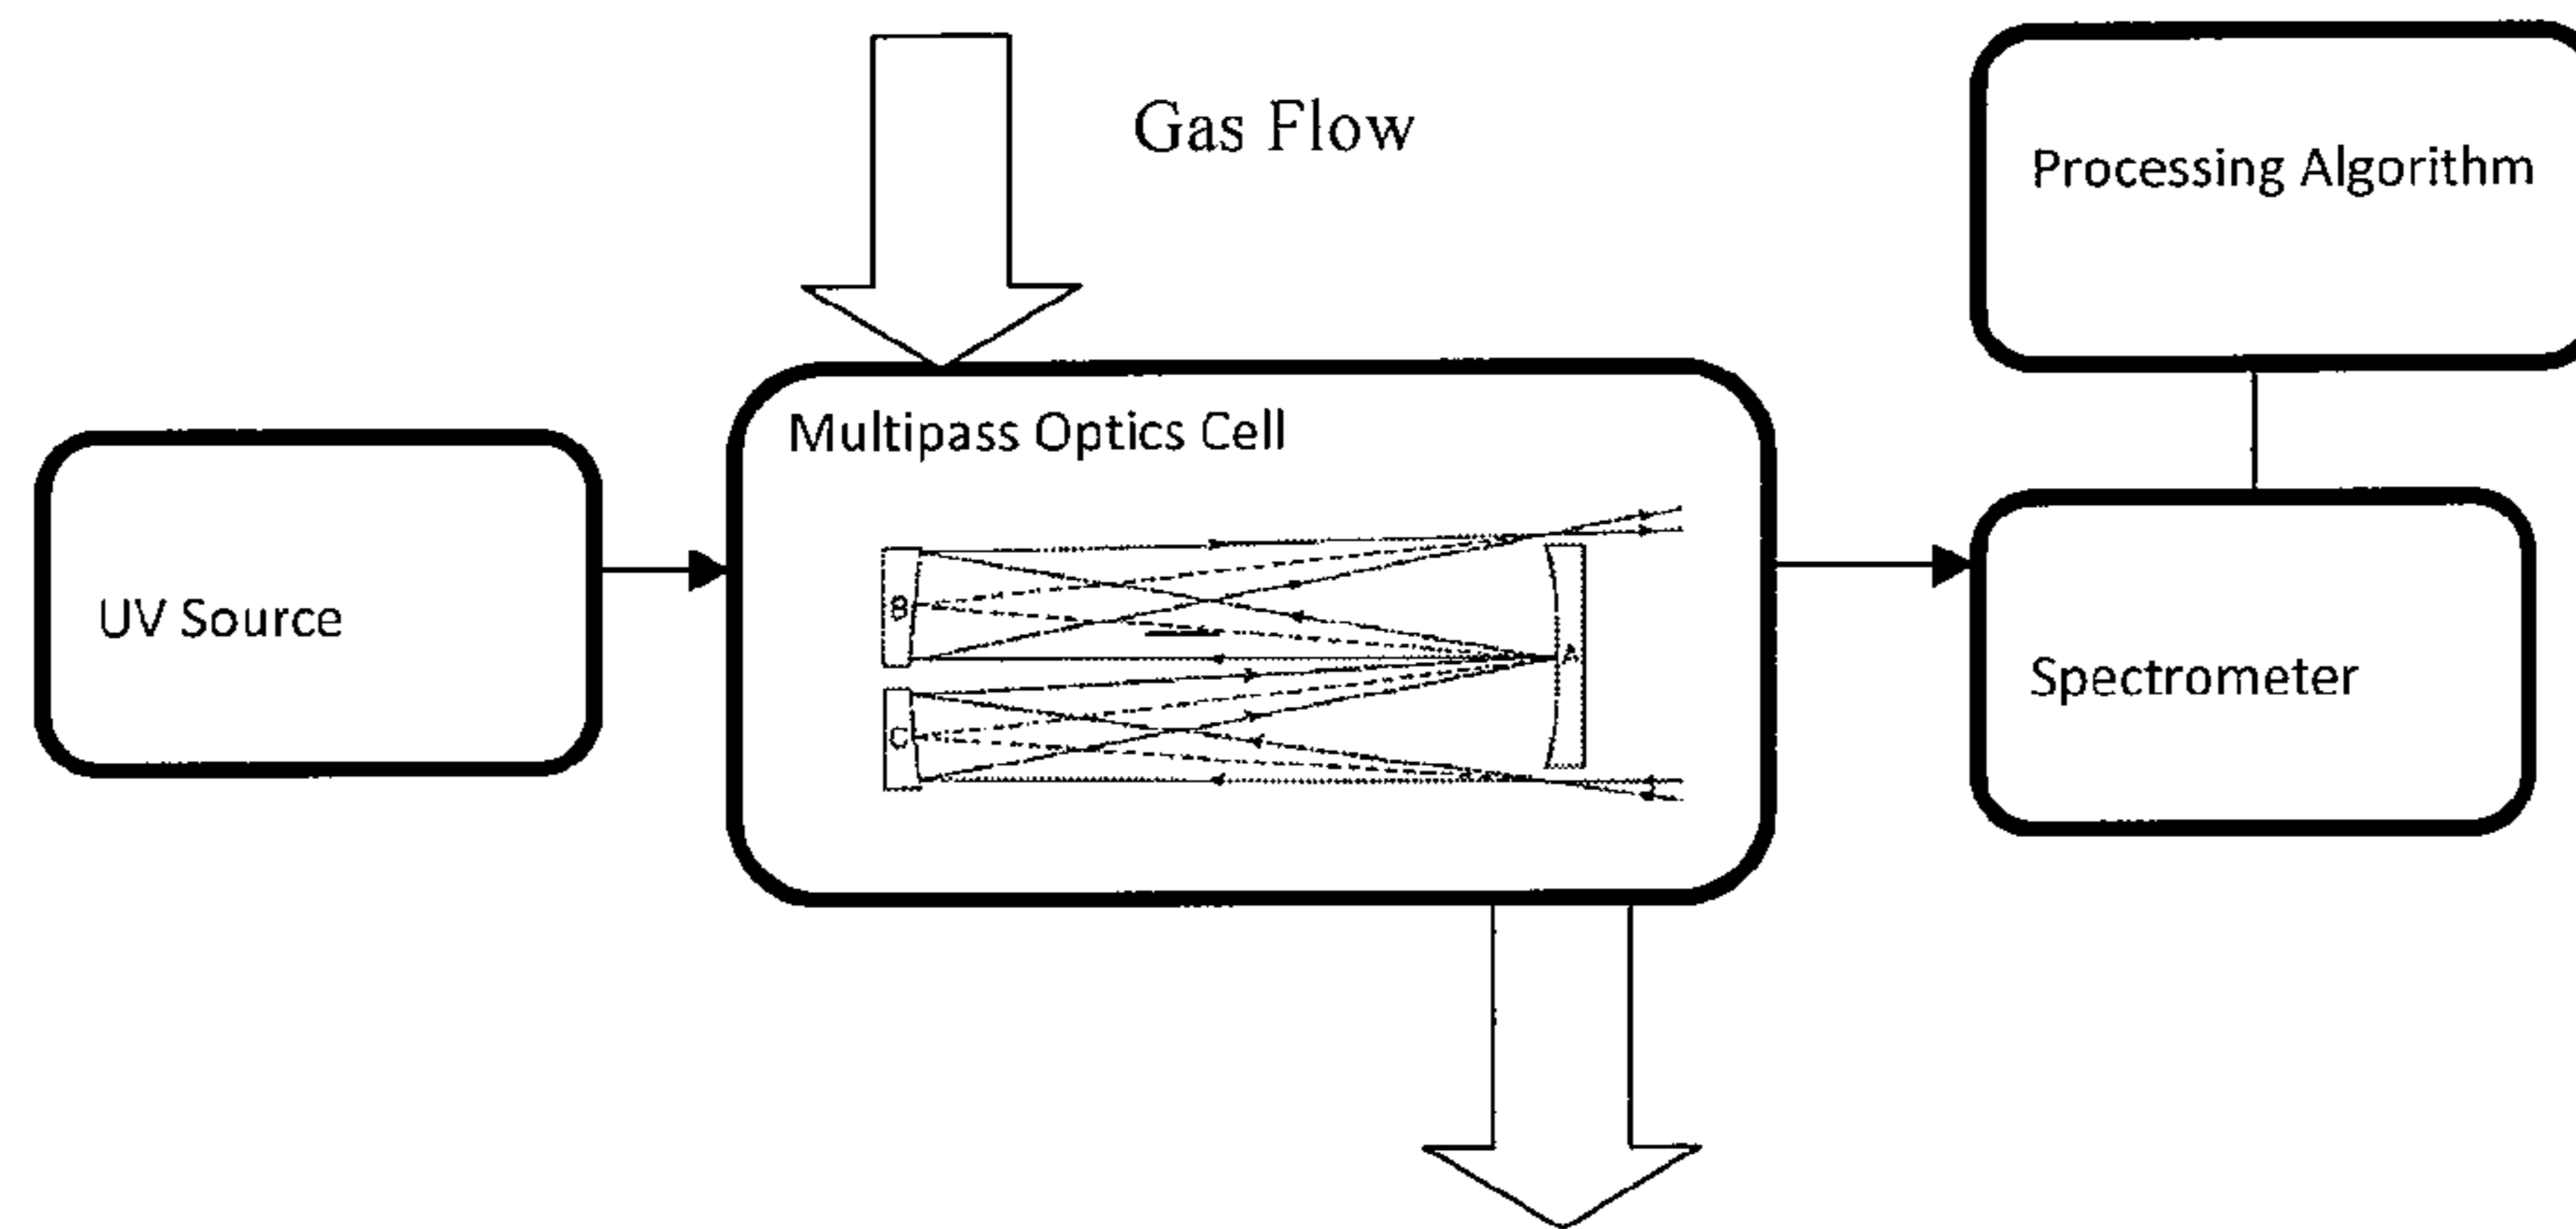 Gas Flow
Processing Algorithm
Multipass Optics Cell
UV Source
B
A
C
Spectrometer